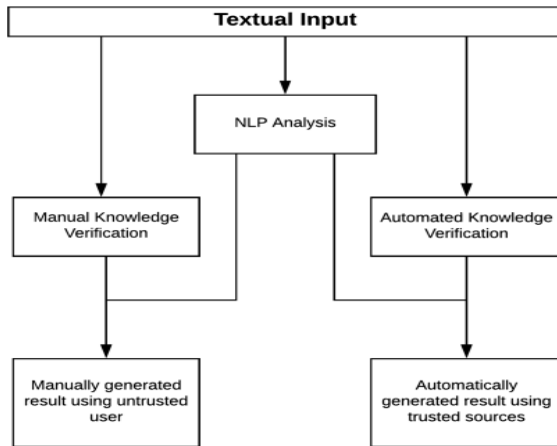 Textual Input
NLP Analysis
Manual Knowledge
Verification
Automated Knowledge
Verification
Manually generated
result using untrusted
user
Automatically
generated result using
trusted sources